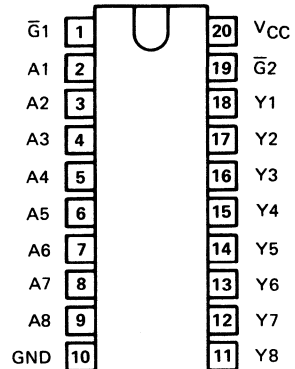 G̅1 1 20 VCC
A1 2 19 G̅2
A2 3 18 Y1
A3 4 17 Y2
A4 5 16 Y3
A5 6 15 Y4
A6 7 14 Y5
A7 8 13 Y6
A8 9 12 Y7
GND 10 11 Y8